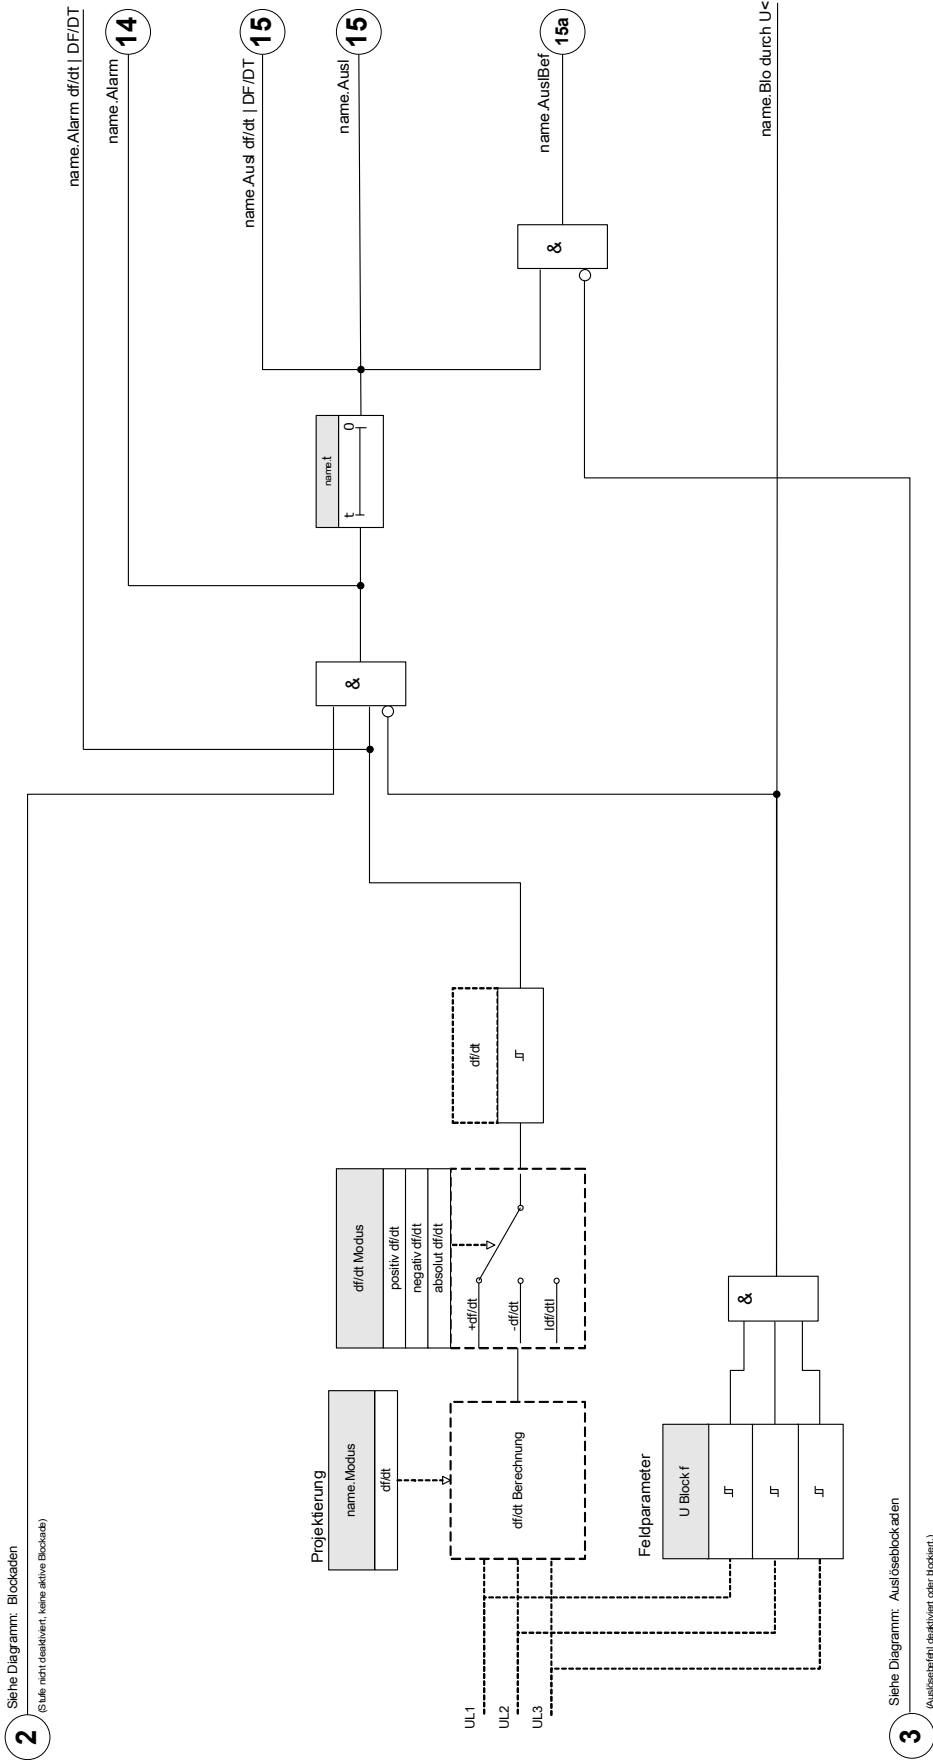 2
Siehe Diagramm: Blockaden
(Stufe nicht deaktiviert, keine aktive Blockade)
name.Alarm df/dt | DF/DT
14
name.Alarm
15
name.Ausl df/dt | DF/DT
15
name.Ausl
15a
name.AuslBef
name.Blo durch U<
Projektierung
name.Modus
df/dt
df/dt Modus
positiv df/dt
negativ df/dt
absolut df/dt
+df/dt
-df/dt
|df/dt|
df/dt Berechnung
df/dt
&
name.t
t
0
&
UL1
UL2
UL3
Feldparameter
U Block f
&
3
Siehe Diagramm: Auslöseblockaden
(Auslösebefehl deaktiviert oder blockiert.)